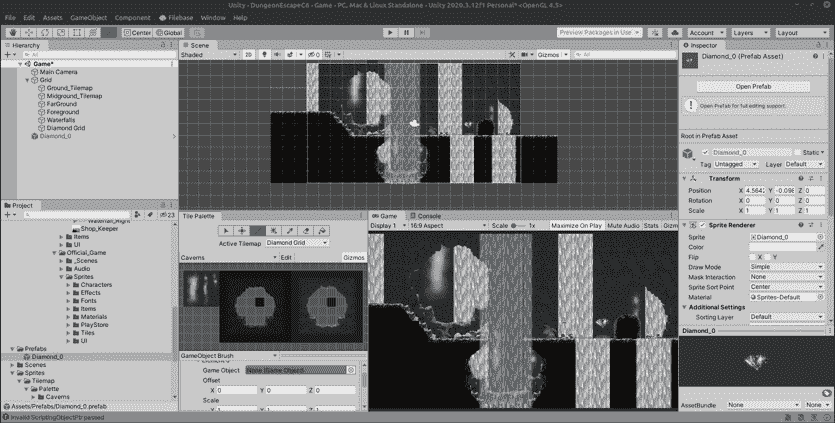 Unity - DungeonEscapeC8 - Game - PC, Mac & Linux Standalone - Unity 2020.3.12f1 Personal* <OpenGL 4.5>
File Edit Assets GameObject Component Filebase Window Help
Center Global
Preview Packages in Use
Account Layers Layout
Hierarchy
All
Game*
Main Camera
Grid
Ground_Tilemap
Midground_Tilemap
FarGround
Foreground
Waterfalls
Diamond Grid
Diamond_0
Project
23
Shop_Keeper
Items
UI
Official_Game
_Scenes
Audio
Sprites
Characters
Effects
Fonts
Items
Materials
PlayStore
Tiles
UI
Prefabs
Diamond_0
Scenes
Sprites
Tilemap
Palette
Caverns
Assets/Prefabs/Diamond_0.prefab
Invalid ScriptingObjectPtr passed
Scene
Shaded
2D
0
Gizmos
All
Tile Palette
Active Tilemap Diamond Grid
Caverns
Edit
Gizmos
GameObject Brush
Game Object None (Game Object)
Offset
X 0 Y 0 Z 0
Scale
Game
Console
Display 1
16:9 Aspect
Scale
1x
Maximize On Play
Mute Audio
Stats
Inspector
Diamond_0 (Prefab Asset)
Open Prefab
Open Prefab for full editing support.
Root in Prefab Asset
Diamond_0
Static
Tag Untagged
Layer Default
Transform
Position X 4.564 Y -0.098 Z 0
Rotation X 0 Y 0 Z 0
Scale X 1 Y 1 Z 1
Sprite Renderer
Sprite Diamond_0
Color
Flip X Y
Draw Mode Simple
Mask Interaction None
Sprite Sort Point Center
Material Sprites-Default
Additional Settings
Sorting Layer Default
Diamond_0
AssetBundle None None